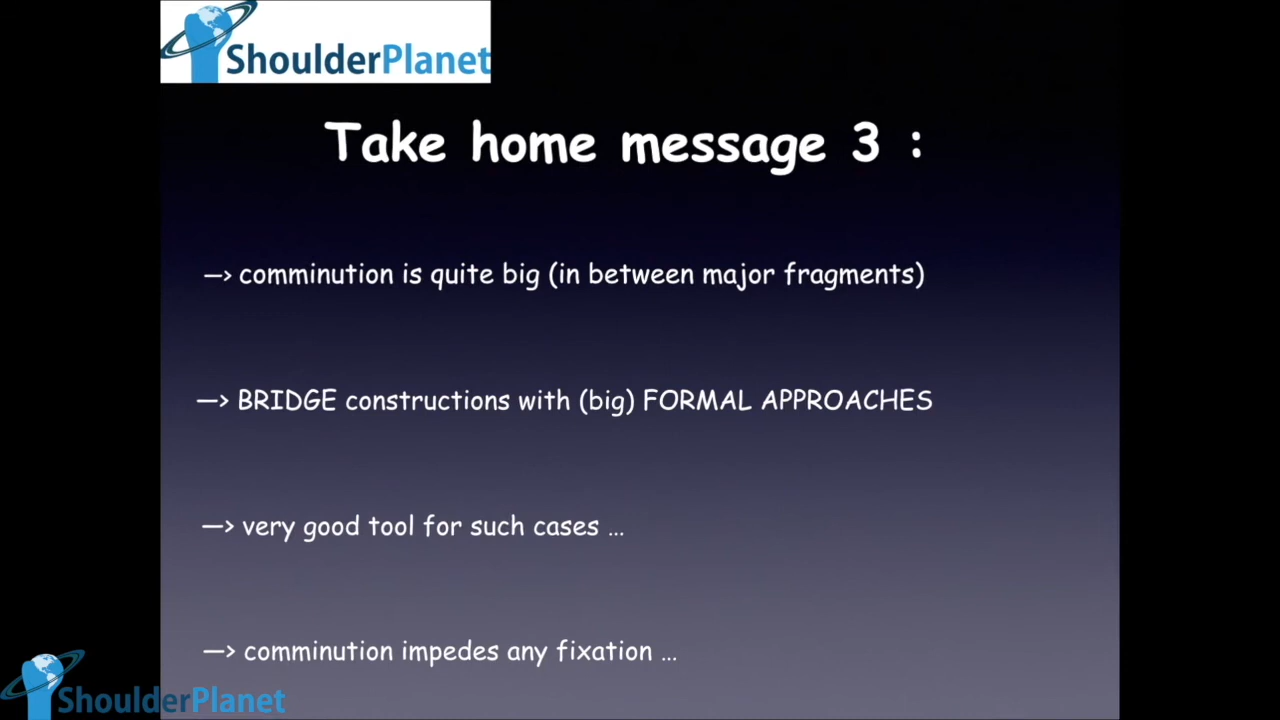 ShoulderPlanet
Take home message 3 :
—> comminution is quite big (in between major fragments)
—> BRIDGE constructions with (big) FORMAL APPROACHES
—> very good tool for such cases ...
—> comminution impedes any fixation ...
ShoulderPlanet